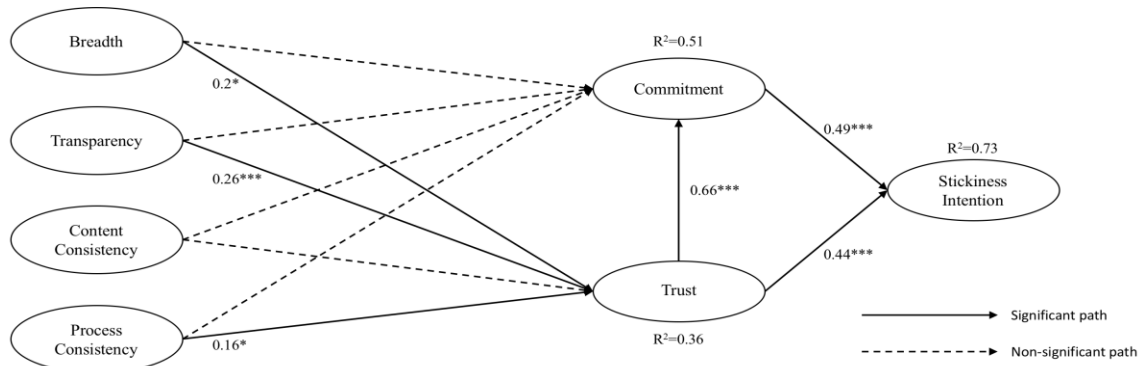 Breadth
0.2*
Transparency
0.26***
Content
Consistency
Process
Consistency
0.16*
R²=0.51
Commitment
0.66***
Trust
R²=0.36
0.49***
0.44***
R²=0.73
Stickiness
Intention
Significant path
Non-significant path